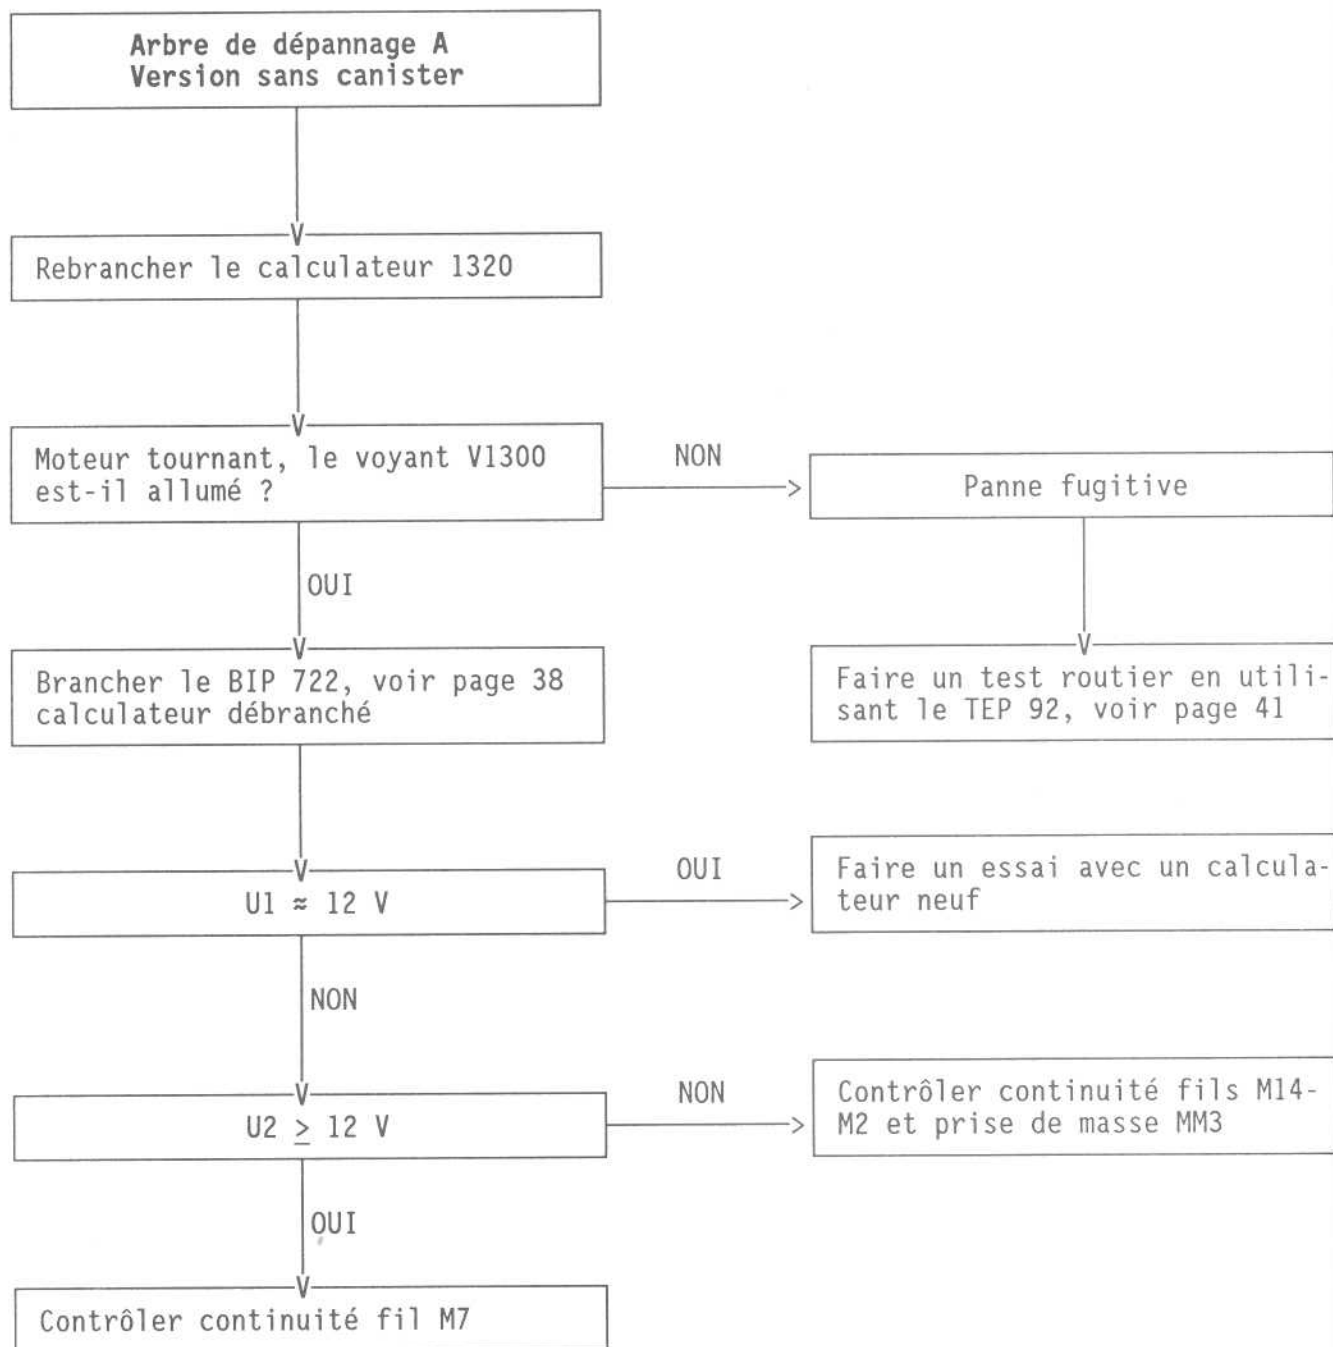 Arbre de dépannage A
Version sans canister
Rebrancher le calculateur 1320
Moteur tournant, le voyant V1300
est-il allumé ?
NON
Panne fugitive
OUI
Brancher le BIP 722, voir page 38
calculateur débranché
Faire un test routier en utili-
sant le TEP 92, voir page 41
U1 ≈ 12 V
OUI
Faire un essai avec un calcula-
teur neuf
NON
U2 ≥ 12 V
NON
Contrôler continuité fils M14-
M2 et prise de masse MM3
OUI
Contrôler continuité fil M7